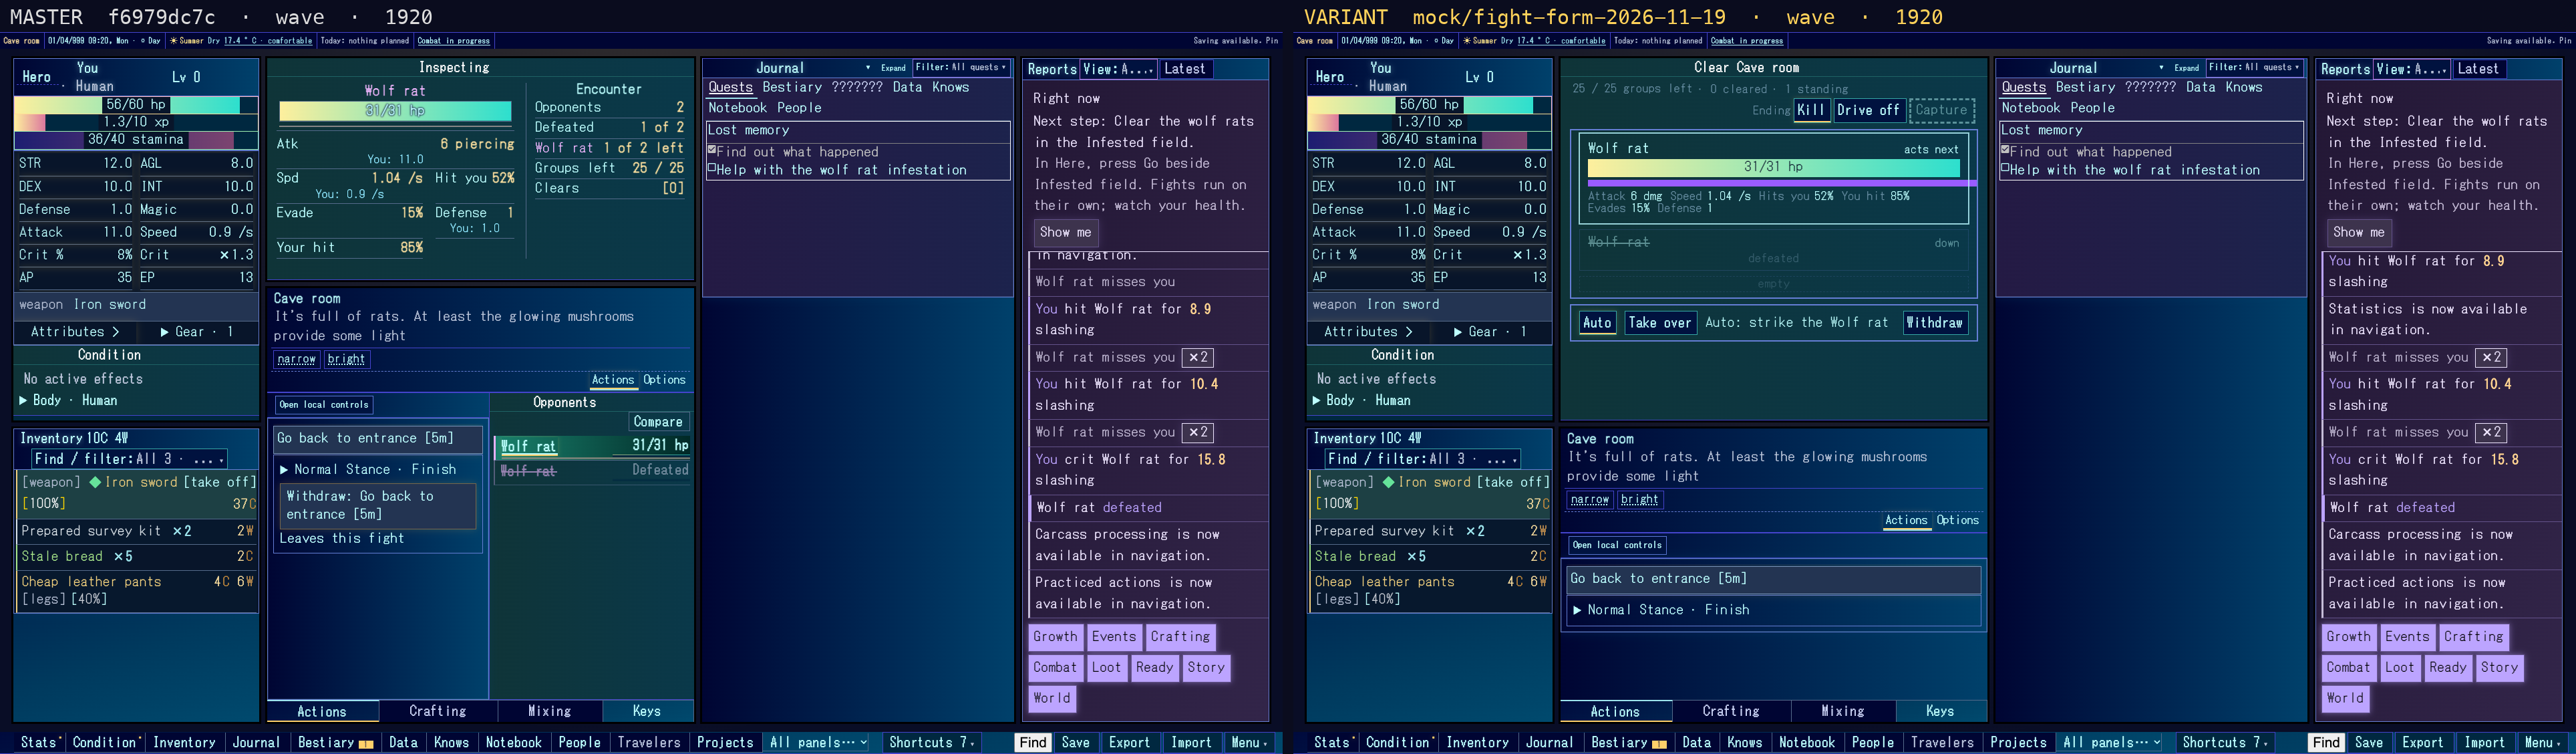 MASTER f6979dc7c · wave · 1920
Cave room 01/04/999 09:20, Mon · Day Summer Dry 17.4 ° C · comfortable Today: nothing planned Combat in progress Saving available. Pin
Hero You Lv 0
· Human
56/60 hp
1.3/10 xp
36/40 stamina
STR 12.0 AGL 8.0
DEX 10.0 INT 10.0
Defense 1.0 Magic 0.0
Attack 11.0 Speed 0.9 /s
Crit % 8% Crit ×1.3
AP 35 EP 13
weapon Iron sword
Attributes > ▶ Gear · 1
Condition
No active effects
▶ Body · Human
Inventory 10C 4W
Find / filter: All 3 · ... ▾
[weapon] ◆ Iron sword [take off]
[100%] 37C
Prepared survey kit ×2 2W
Stale bread ×5 2C
Cheap leather pants 4C 6W
[legs] [40%]
Inspecting
Wolf rat
31/31 hp
Atk 6 piercing
You: 11.0
Spd 1.04 /s Hit you 52%
You: 0.9 /s
Evade 15% Defense 1
You: 1.0
Your hit 85%
Encounter
Opponents 2
Defeated 1 of 2
Wolf rat 1 of 2 left
Groups left 25 / 25
Clears [0]
Cave room
It's full of rats. At least the glowing mushrooms
provide some light
narrow bright
Actions Options
Open local controls
Go back to entrance [5m]
▶ Normal Stance · Finish
Withdraw: Go back to
entrance [5m]
Leaves this fight
Opponents
Compare
Wolf rat 31/31 hp
Wolf rat Defeated
Actions Crafting Mixing Keys
Journal ▾ Expand Filter: All quests ▾
Quests Bestiary ??????? Data Knows
Notebook People
Lost memory
Find out what happened
Help with the wolf rat infestation
Reports View: A... ▾ Latest
Right now
Next step: Clear the wolf rats
in the Infested field.
In Here, press Go beside
Infested field. Fights run on
their own; watch your health.
Show me
in navigation.
Wolf rat misses you
You hit Wolf rat for 8.9
slashing
Wolf rat misses you ×2
You hit Wolf rat for 10.4
slashing
Wolf rat misses you ×2
You crit Wolf rat for 15.8
slashing
Wolf rat defeated
Carcass processing is now
available in navigation.
Practiced actions is now
available in navigation.
Growth Events Crafting
Combat Loot Ready Story
World
Stats Condition Inventory Journal Bestiary Data Knows Notebook People Travelers Projects All panels… Shortcuts 7 ▾ Find Save Export Import Menu ▾
VARIANT mock/fight-form-2026-11-19 · wave · 1920
Cave room 01/04/999 09:20, Mon · Day Summer Dry 17.4 ° C · comfortable Today: nothing planned Combat in progress Saving available. Pin
Hero You Lv 0
· Human
56/60 hp
1.3/10 xp
36/40 stamina
STR 12.0 AGL 8.0
DEX 10.0 INT 10.0
Defense 1.0 Magic 0.0
Attack 11.0 Speed 0.9 /s
Crit % 8% Crit ×1.3
AP 35 EP 13
weapon Iron sword
Attributes > ▶ Gear · 1
Condition
No active effects
▶ Body · Human
Inventory 10C 4W
Find / filter: All 3 · ... ▾
[weapon] ◆ Iron sword [take off]
[100%] 37C
Prepared survey kit ×2 2W
Stale bread ×5 2C
Cheap leather pants 4C 6W
[legs] [40%]
Clear Cave room
25 / 25 groups left · 0 cleared · 1 standing
Ending Kill Drive off Capture
Wolf rat acts next
31/31 hp
Attack 6 dmg Speed 1.04 /s Hits you 52% You hit 85%
Evades 15% Defense 1
Wolf rat down
defeated
empty
Auto Take over Auto: strike the Wolf rat Withdraw
Cave room
It's full of rats. At least the glowing mushrooms
provide some light
narrow bright
Actions Options
Open local controls
Go back to entrance [5m]
▶ Normal Stance · Finish
Actions Crafting Mixing Keys
Journal ▾ Expand Filter: All quests ▾
Quests Bestiary ??????? Data Knows
Notebook People
Lost memory
Find out what happened
Help with the wolf rat infestation
Reports View: A... ▾ Latest
Right now
Next step: Clear the wolf rats
in the Infested field.
In Here, press Go beside
Infested field. Fights run on
their own; watch your health.
Show me
You hit Wolf rat for 8.9
slashing
Statistics is now available
in navigation.
Wolf rat misses you ×2
You hit Wolf rat for 10.4
slashing
Wolf rat misses you ×2
You crit Wolf rat for 15.8
slashing
Wolf rat defeated
Carcass processing is now
available in navigation.
Practiced actions is now
available in navigation.
Growth Events Crafting
Combat Loot Ready Story
World
Stats Condition Inventory Journal Bestiary Data Knows Notebook People Travelers Projects All panels… Shortcuts 7 ▾ Find Save Export Import Menu ▾